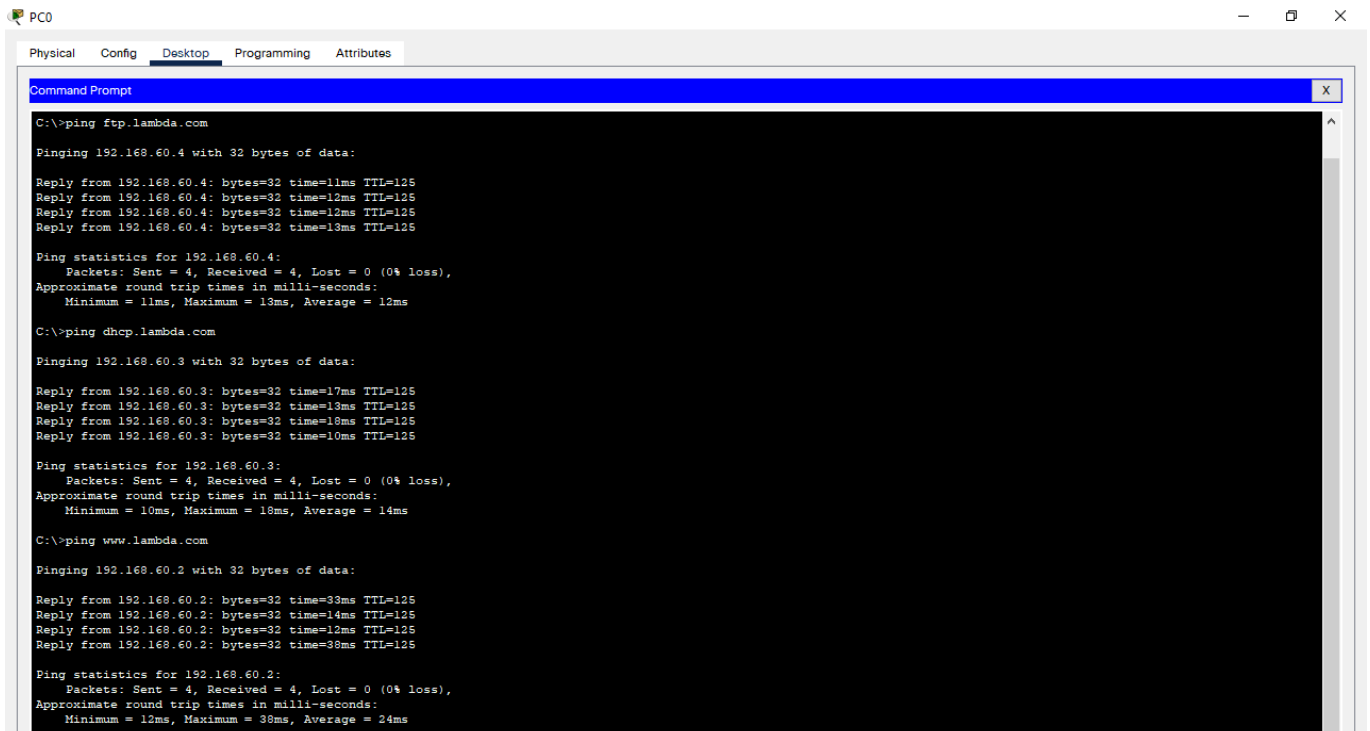 PC0
Physical Config Desktop Programming Attributes
Command Prompt X
C:\>ping ftp.lambda.com
Pinging 192.168.60.4 with 32 bytes of data:
Reply from 192.168.60.4: bytes=32 time=11ms TTL=125
Reply from 192.168.60.4: bytes=32 time=12ms TTL=125
Reply from 192.168.60.4: bytes=32 time=12ms TTL=125
Reply from 192.168.60.4: bytes=32 time=13ms TTL=125
Ping statistics for 192.168.60.4:
    Packets: Sent = 4, Received = 4, Lost = 0 (0% loss),
Approximate round trip times in milli-seconds:
    Minimum = 11ms, Maximum = 13ms, Average = 12ms
C:\>ping dhcp.lambda.com
Pinging 192.168.60.3 with 32 bytes of data:
Reply from 192.168.60.3: bytes=32 time=17ms TTL=125
Reply from 192.168.60.3: bytes=32 time=13ms TTL=125
Reply from 192.168.60.3: bytes=32 time=18ms TTL=125
Reply from 192.168.60.3: bytes=32 time=10ms TTL=125
Ping statistics for 192.168.60.3:
    Packets: Sent = 4, Received = 4, Lost = 0 (0% loss),
Approximate round trip times in milli-seconds:
    Minimum = 10ms, Maximum = 18ms, Average = 14ms
C:\>ping www.lambda.com
Pinging 192.168.60.2 with 32 bytes of data:
Reply from 192.168.60.2: bytes=32 time=33ms TTL=125
Reply from 192.168.60.2: bytes=32 time=14ms TTL=125
Reply from 192.168.60.2: bytes=32 time=12ms TTL=125
Reply from 192.168.60.2: bytes=32 time=38ms TTL=125
Ping statistics for 192.168.60.2:
    Packets: Sent = 4, Received = 4, Lost = 0 (0% loss),
Approximate round trip times in milli-seconds:
    Minimum = 12ms, Maximum = 38ms, Average = 24ms